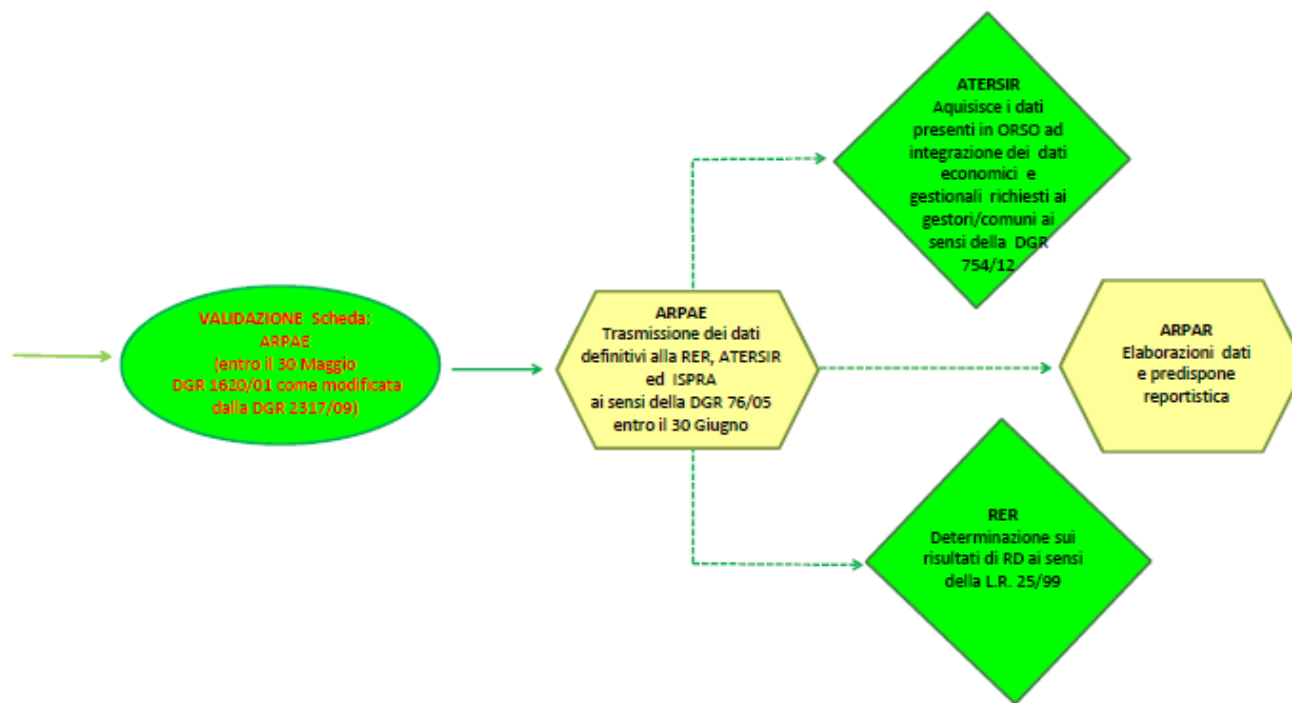 VALIDAZIONE Scheda:
ARPAE
(entro il 30 Maggio
DGR 1620/01 come modificata
dalla DGR 2317/09)
ARPAE
Trasmissione dei dati
definitivi alla RER, ATERSIR
ed ISPRA
ai sensi della DGR 76/05
entro il 30 Giugno
ATERSIR
Aquisisce i dati
presenti in ORSO ad
integrazione dei dati
economici e
gestionali richiesti ai
gestori/comuni ai
sensi della DGR
754/12
ARPAR
Elaborazioni dati
e predispone
reportistica
RER
Determinazione sui
risultati di RD ai sensi
della L.R. 25/99